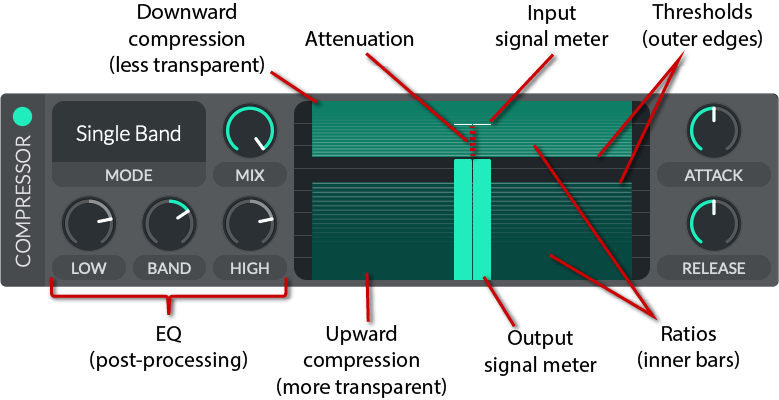 Downward
compression
(less transparent)
Attenuation
Input
signal meter
Thresholds
(outer edges)
COMPRESSOR
Single Band
MODE
MIX
LOW
BAND
HIGH
ATTACK
RELEASE
EQ
(post-processing)
Upward
compression
(more transparent)
Output
signal meter
Ratios
(inner bars)